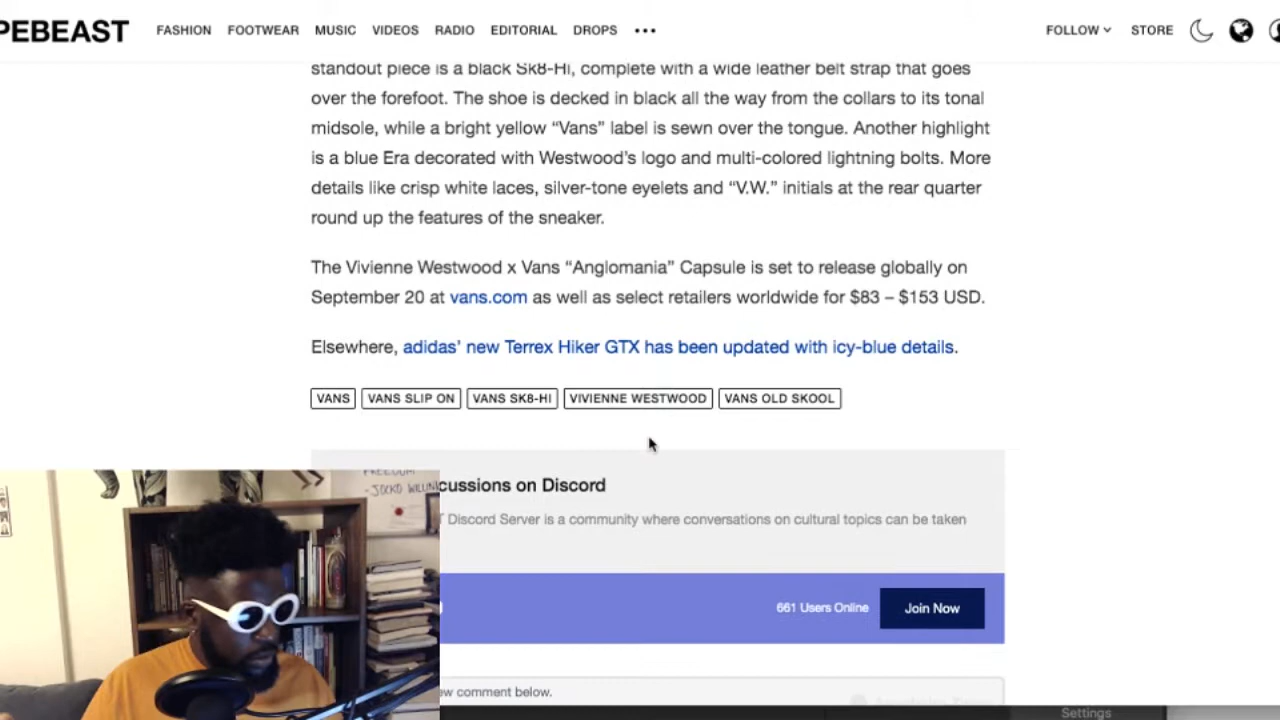 PEBEAST FASHION FOOTWEAR MUSIC VIDEOS RADIO EDITORIAL DROPS ••• FOLLOW STORE
standout piece is a black Sk8-Hi, complete with a wide leather belt strap that goes
over the forefoot. The shoe is decked in black all the way from the collars to its tonal
midsole, while a bright yellow “Vans” label is sewn over the tongue. Another highlight
is a blue Era decorated with Westwood’s logo and multi-colored lightning bolts. More
details like crisp white laces, silver-tone eyelets and “V.W.” initials at the rear quarter
round up the features of the sneaker.
The Vivienne Westwood x Vans “Anglomania” Capsule is set to release globally on
September 20 at vans.com as well as select retailers worldwide for $83 – $153 USD.
Elsewhere, adidas’ new Terrex Hiker GTX has been updated with icy-blue details.
VANS VANS SLIP ON VANS SK8-HI VIVIENNE WESTWOOD VANS OLD SKOOL
cussions on Discord
T Discord Server is a community where conversations on cultural topics can be taken
661 Users Online Join Now
ew comment below.
Settings
FREEDOM
- JOCKO